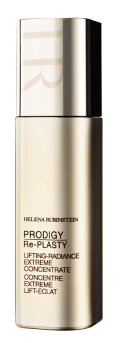 HR
HELENA RUBINSTEIN
PRODIGY
Re-PLASTY
LIFTING-RADIANCE
EXTREME
CONCENTRATE
CONCENTRE
EXTREME
LIFT-ECLAT